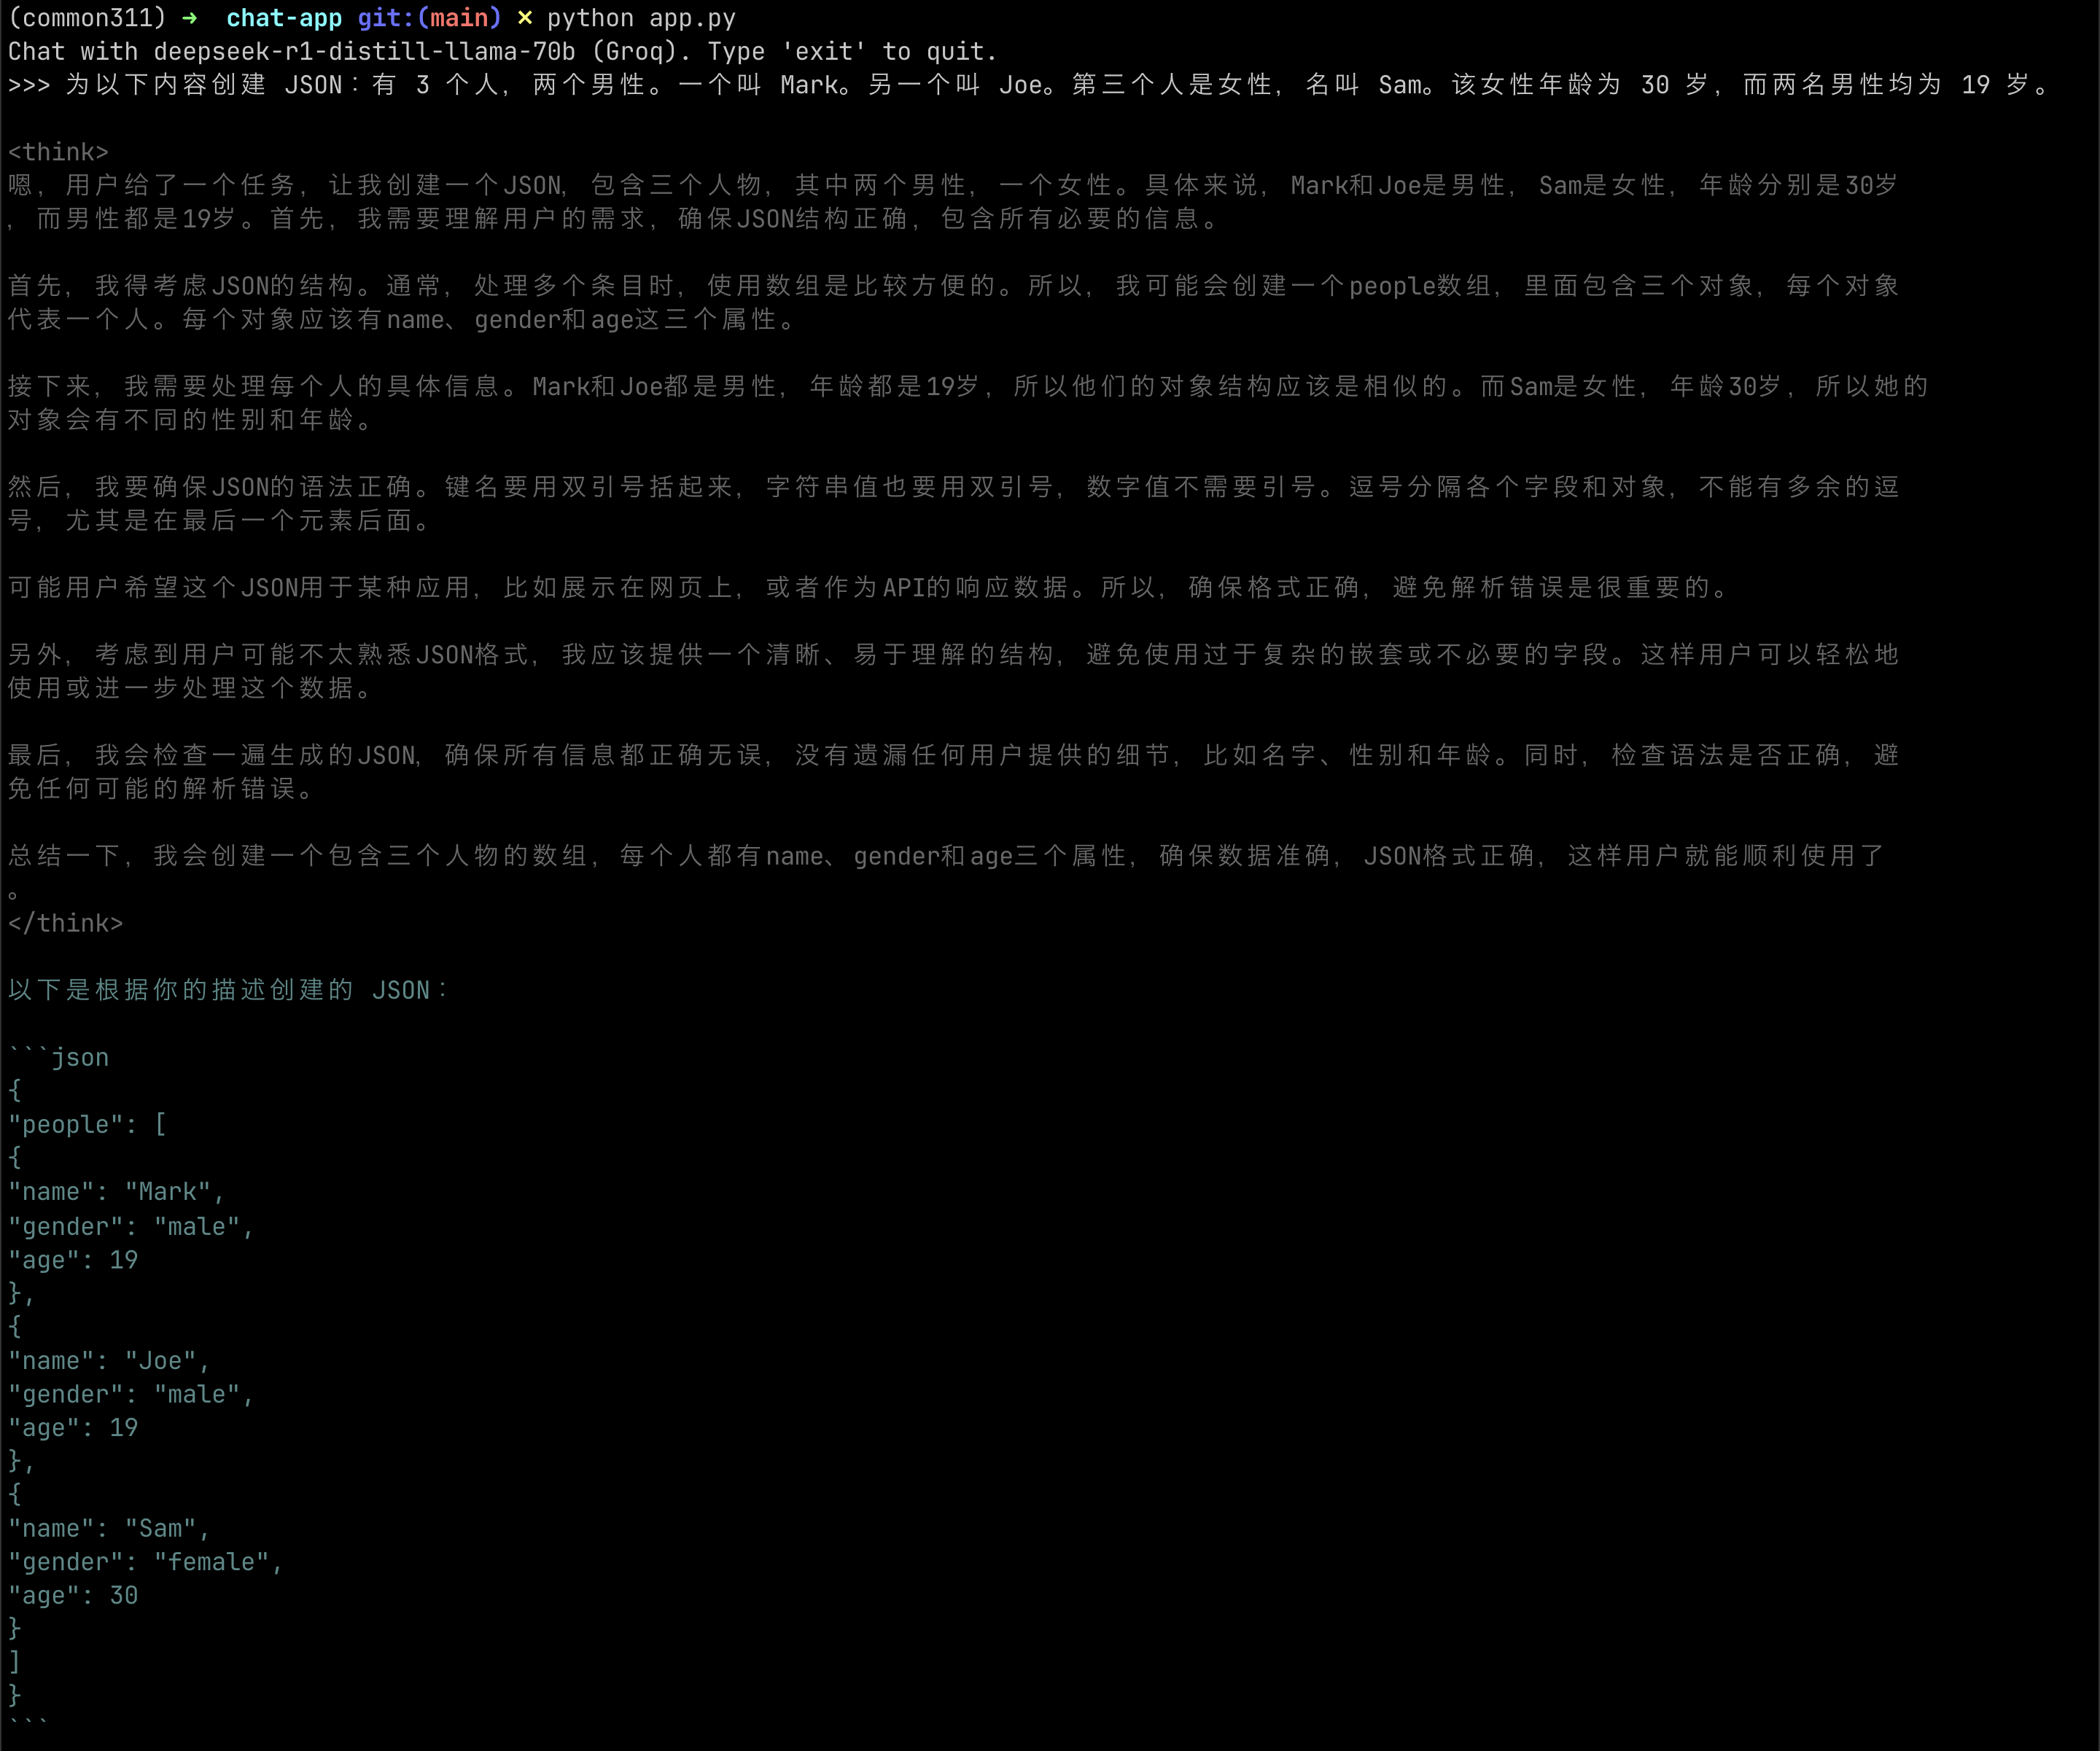 (common311) ➜  chat-app git:(main) ✗ python app.py
Chat with deepseek-r1-distill-llama-70b (Groq). Type 'exit' to quit.
>>> 为以下内容创建 JSON：有 3 个人，两个男性。一个叫 Mark。另一个叫 Joe。第三个人是女性，名叫 Sam。该女性年龄为 30 岁，而两名男性均为 19 岁。
<think>
嗯，用户给了一个任务，让我创建一个JSON，包含三个人物，其中两个男性，一个女性。具体来说，Mark和Joe是男性，Sam是女性，年龄分别是30岁
，而男性都是19岁。首先，我需要理解用户的需求，确保JSON结构正确，包含所有必要的信息。
首先，我得考虑JSON的结构。通常，处理多个条目时，使用数组是比较方便的。所以，我可能会创建一个people数组，里面包含三个对象，每个对象
代表一个人。每个对象应该有name、gender和age这三个属性。
接下来，我需要处理每个人的具体信息。Mark和Joe都是男性，年龄都是19岁，所以他们的对象结构应该是相似的。而Sam是女性，年龄30岁，所以她的
对象会有不同的性别和年龄。
然后，我要确保JSON的语法正确。键名要用双引号括起来，字符串值也要用双引号，数字值不需要引号。逗号分隔各个字段和对象，不能有多余的逗
号，尤其是在最后一个元素后面。
可能用户希望这个JSON用于某种应用，比如展示在网页上，或者作为API的响应数据。所以，确保格式正确，避免解析错误是很重要的。
另外，考虑到用户可能不太熟悉JSON格式，我应该提供一个清晰、易于理解的结构，避免使用过于复杂的嵌套或不必要的字段。这样用户可以轻松地
使用或进一步处理这个数据。
最后，我会检查一遍生成的JSON，确保所有信息都正确无误，没有遗漏任何用户提供的细节，比如名字、性别和年龄。同时，检查语法是否正确，避
免任何可能的解析错误。
总结一下，我会创建一个包含三个人物的数组，每个人都有name、gender和age三个属性，确保数据准确，JSON格式正确，这样用户就能顺利使用了
。
</think>
以下是根据你的描述创建的 JSON：
```json
{
"people": [
{
"name": "Mark",
"gender": "male",
"age": 19
},
{
"name": "Joe",
"gender": "male",
"age": 19
},
{
"name": "Sam",
"gender": "female",
"age": 30
}
]
}
```